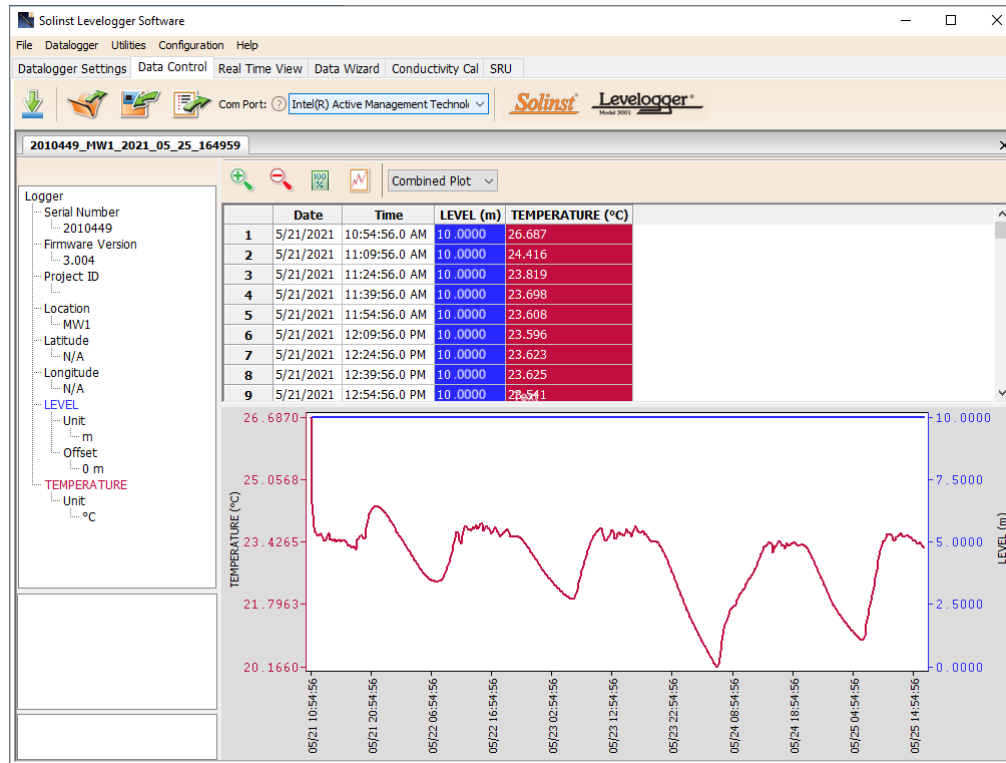 Solinst Levelogger Software
File Datalogger Utilities Configuration Help
Datalogger Settings Data Control Real Time View Data Wizard Conductivity Cal SRU
Com Port: ? Intel(R) Active Management Technol
Solinst Levelogger
Model 3001
2010449_MW1_2021_05_25_164959
100 %
Combined Plot
Logger
Serial Number
2010449
Firmware Version
3.004
Project ID
Location
MW1
Latitude
N/A
Longitude
N/A
LEVEL
Unit
m
Offset
0 m
TEMPERATURE
Unit
°C
Date Time LEVEL (m) TEMPERATURE (°C)
1 5/21/2021 10:54:56.0 AM 10.0000 26.687
2 5/21/2021 11:09:56.0 AM 10.0000 24.416
3 5/21/2021 11:24:56.0 AM 10.0000 23.819
4 5/21/2021 11:39:56.0 AM 10.0000 23.698
5 5/21/2021 11:54:56.0 AM 10.0000 23.608
6 5/21/2021 12:09:56.0 PM 10.0000 23.596
7 5/21/2021 12:24:56.0 PM 10.0000 23.623
8 5/21/2021 12:39:56.0 PM 10.0000 23.625
9 5/21/2021 12:54:56.0 PM 10.0000
26.6870
25.0568
23.4265
21.7963
20.1660
TEMPERATURE (°C)
10.0000
7.5000
5.0000
2.5000
0.0000
LEVEL (m)
05/21 10:54:56
05/21 20:54:56
05/22 06:54:56
05/22 16:54:56
05/23 02:54:56
05/23 12:54:56
05/23 22:54:56
05/24 08:54:56
05/24 18:54:56
05/25 04:54:56
05/25 14:54:56